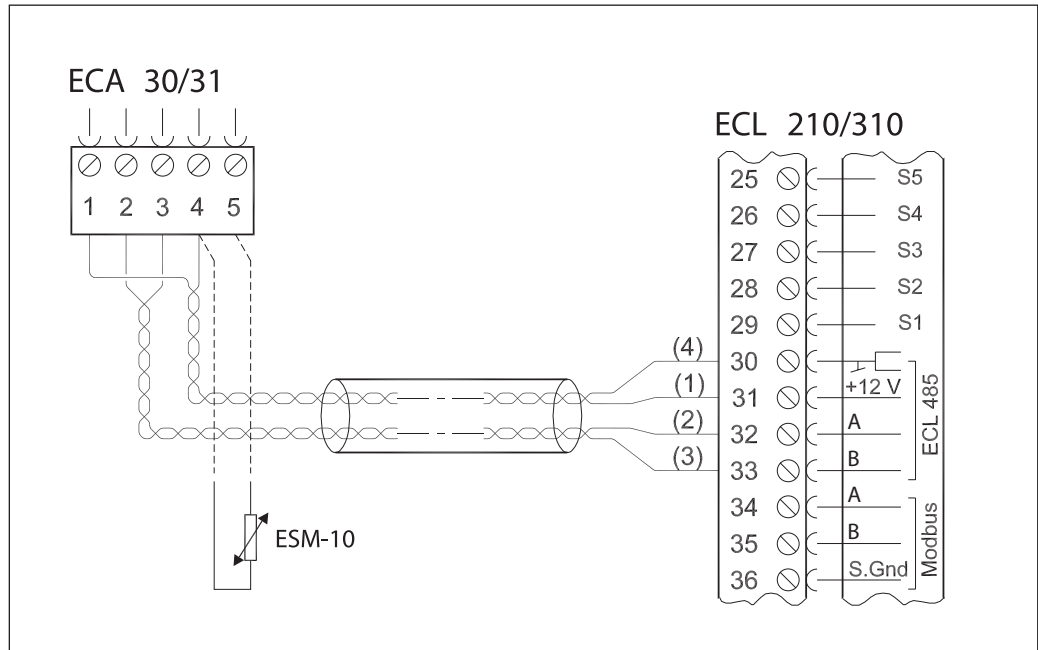 ECA 30/31
1 2 3 4 5
ECL 210/310
25 S5
26 S4
27 S3
28 S2
29 S1
(4) 30
(1) 31 +12 V
(2) 32 A
(3) 33 B
ECL 485
34 A
35 B
36 S.Gnd
Modbus
ESM-10